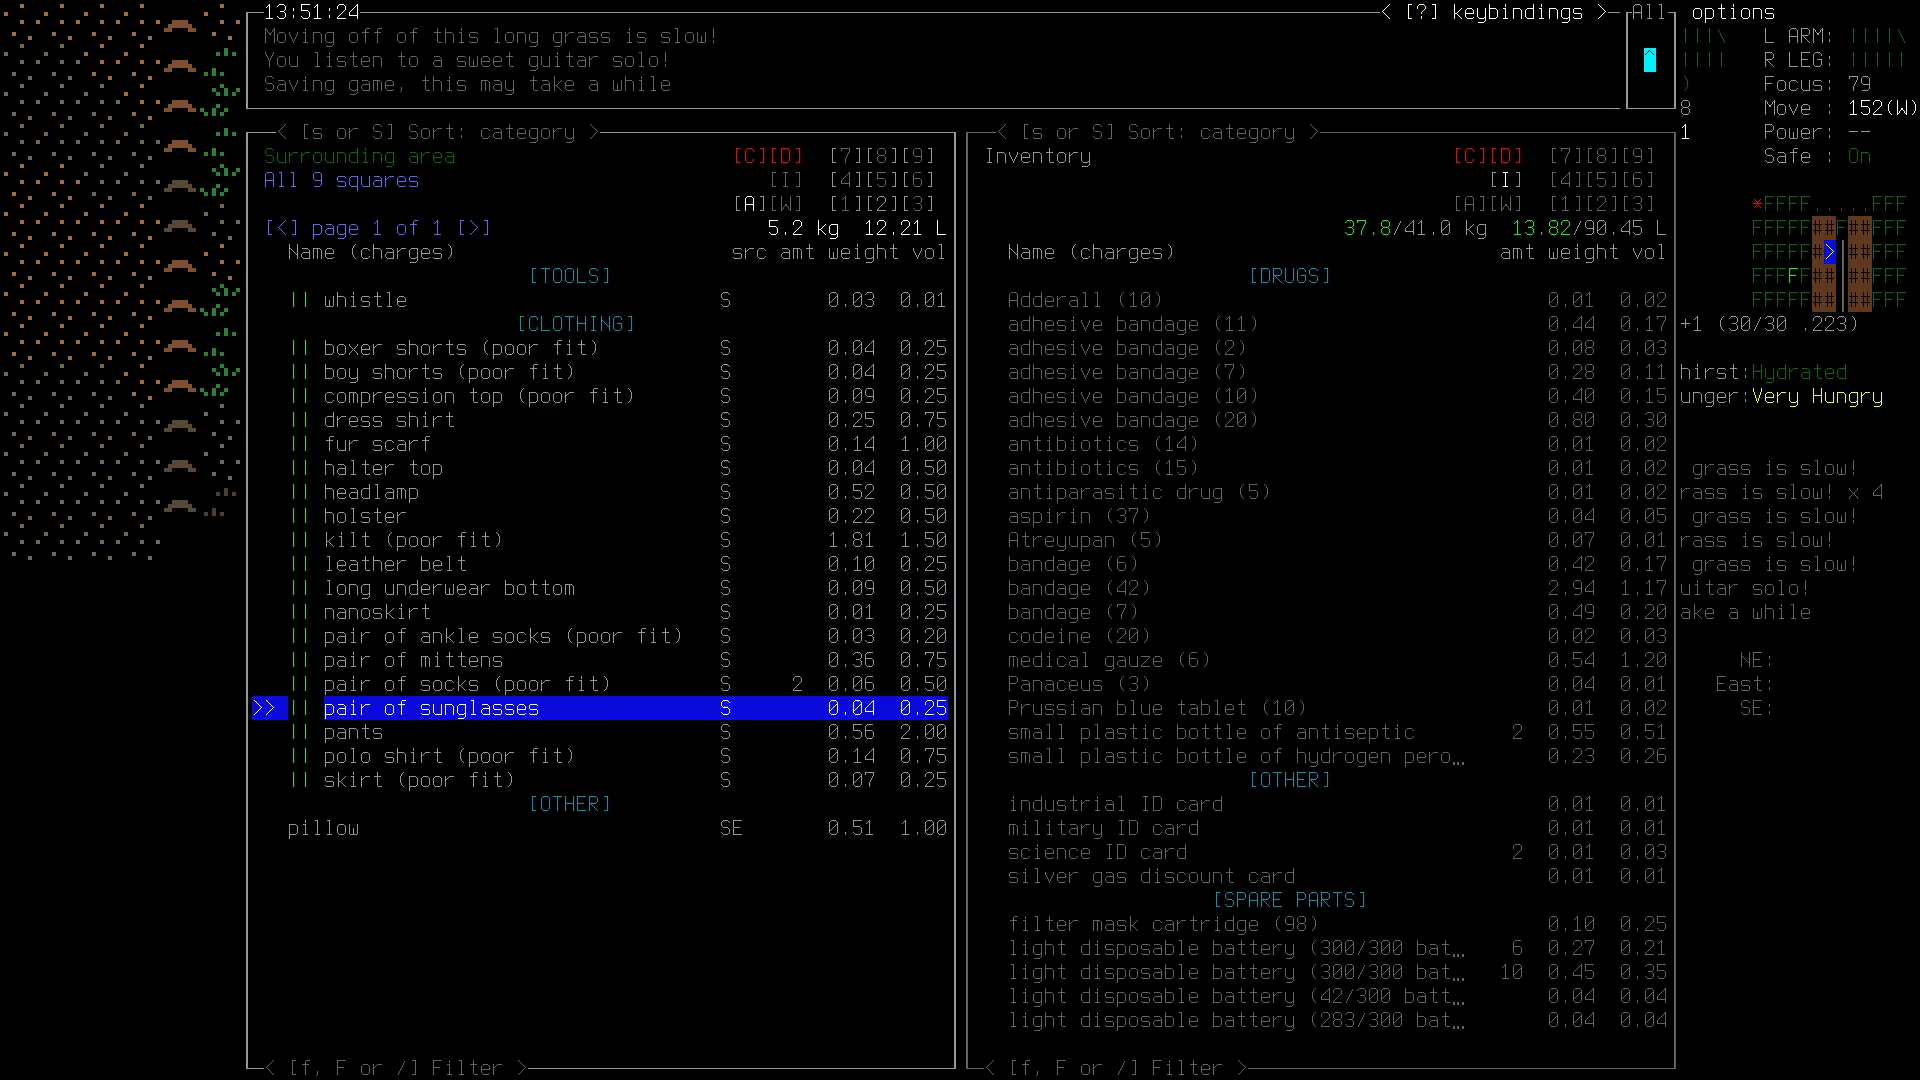 13:51:24 < [?] keybindings > All options
Moving off of this long grass is slow!
You listen to a sweet guitar solo!
Saving game, this may take a while
L ARM:
R LEG:
Focus: 79
8 Move : 152(W)
1 Power: --
Safe : On
< [s or S] Sort: category >
Surrounding area [C][D] [7][8][9]
All 9 squares [I] [4][5][6]
[A][W] [1][2][3]
[<] page 1 of 1 [>] 5.2 kg 12.21 L
Name (charges) src amt weight vol
[TOOLS]
|| whistle S 0.03 0.01
[CLOTHING]
|| boxer shorts (poor fit) S 0.04 0.25
|| boy shorts (poor fit) S 0.04 0.25
|| compression top (poor fit) S 0.09 0.25
|| dress shirt S 0.25 0.75
|| fur scarf S 0.14 1.00
|| halter top S 0.04 0.50
|| headlamp S 0.52 0.50
|| holster S 0.22 0.50
|| kilt (poor fit) S 1.81 1.50
|| leather belt S 0.10 0.25
|| long underwear bottom S 0.09 0.50
|| nanoskirt S 0.01 0.25
|| pair of ankle socks (poor fit) S 0.03 0.20
|| pair of mittens S 0.36 0.75
|| pair of socks (poor fit) S 2 0.06 0.50
>> || pair of sunglasses S 0.04 0.25
|| pants S 0.56 2.00
|| polo shirt (poor fit) S 0.14 0.75
|| skirt (poor fit) S 0.07 0.25
[OTHER]
pillow SE 0.51 1.00
< [f, F or /] Filter >
< [s or S] Sort: category >
Inventory [C][D] [7][8][9]
[I] [4][5][6]
[A][W] [1][2][3]
37.8/41.0 kg 13.82/90.45 L
Name (charges) amt weight vol
[DRUGS]
Adderall (10) 0.01 0.02
adhesive bandage (11) 0.44 0.17
adhesive bandage (2) 0.08 0.03
adhesive bandage (7) 0.28 0.11
adhesive bandage (10) 0.40 0.15
adhesive bandage (20) 0.80 0.30
antibiotics (14) 0.01 0.02
antibiotics (15) 0.01 0.02
antiparasitic drug (5) 0.01 0.02
aspirin (37) 0.04 0.05
Atreyupan (5) 0.07 0.01
bandage (6) 0.42 0.17
bandage (42) 2.94 1.17
bandage (7) 0.49 0.20
codeine (20) 0.02 0.03
medical gauze (6) 0.54 1.20
Panaceus (3) 0.04 0.01
Prussian blue tablet (10) 0.01 0.02
small plastic bottle of antiseptic 2 0.55 0.51
small plastic bottle of hydrogen pero… 0.23 0.26
[OTHER]
industrial ID card 0.01 0.01
military ID card 0.01 0.01
science ID card 2 0.01 0.03
silver gas discount card 0.01 0.01
[SPARE PARTS]
filter mask cartridge (98) 0.10 0.25
light disposable battery (300/300 bat… 6 0.27 0.21
light disposable battery (300/300 bat… 10 0.45 0.35
light disposable battery (42/300 batt… 0.04 0.04
light disposable battery (283/300 bat… 0.04 0.04
< [f, F or /] Filter >
*FFFF.....FFF
FFFFF##F##FFF
FFFFF#> ##FFF
FFFF## ##FFF
FFFFF## ##FFF
+1 (30/30 .223)
hirst:Hydrated
unger:Very Hungry
grass is slow!
rass is slow! x 4
grass is slow!
rass is slow!
grass is slow!
uitar solo!
ake a while
NE:
East:
SE: